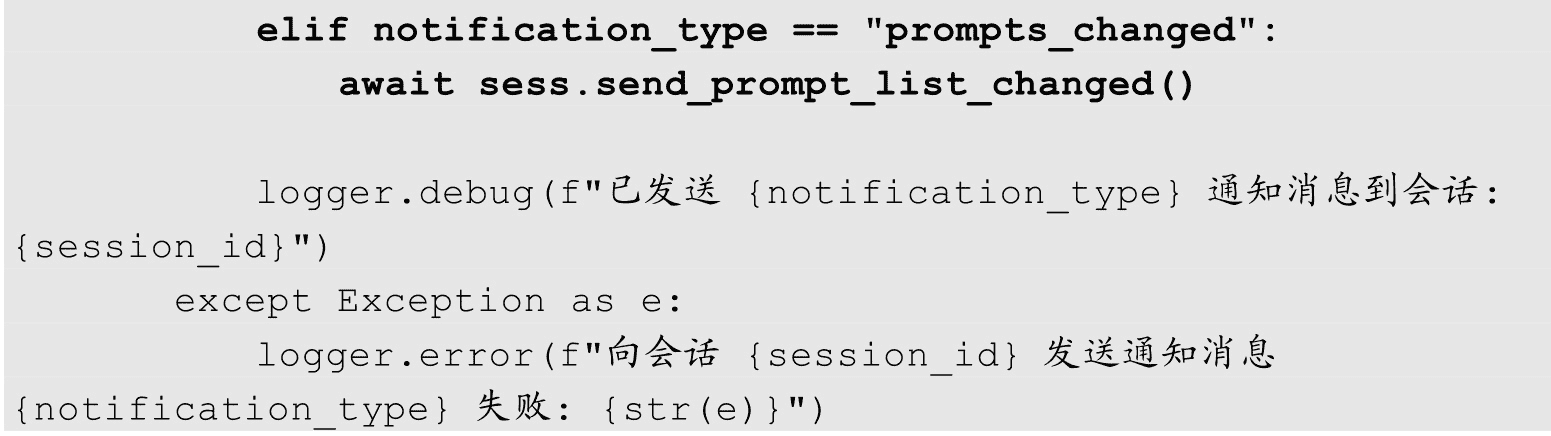 elif notification_type == "prompts_changed":
await sess.send_prompt_list_changed()
logger.debug(f"已发送 {notification_type} 通知消息到会话:
{session_id}")
except Exception as e:
logger.error(f"向会话 {session_id} 发送通知消息
{notification_type} 失败: {str(e)}")